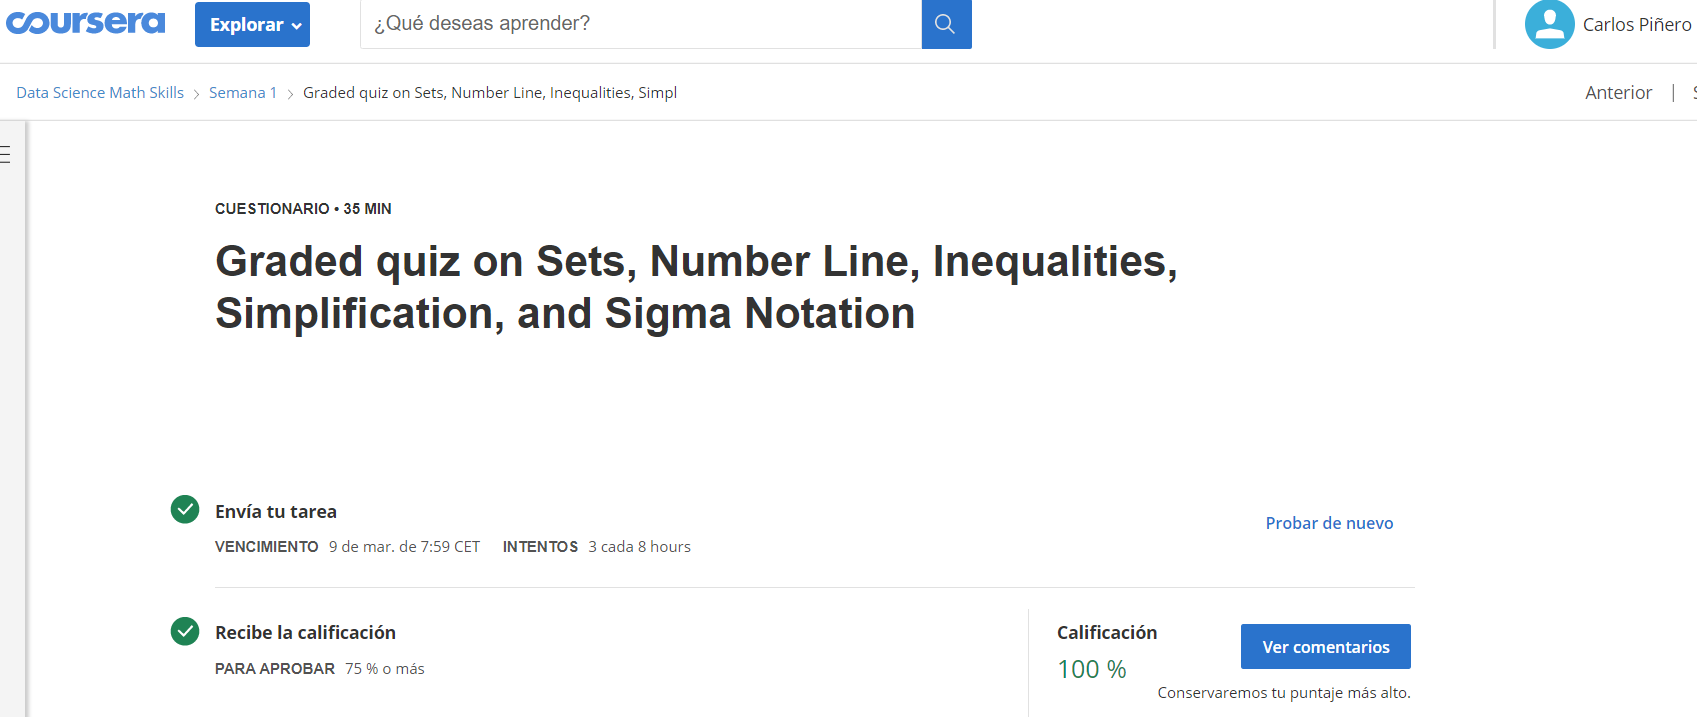 coursera
Explorar
¿Qué deseas aprender?
Carlos Piñero
Data Science Math Skills > Semana 1 > Graded quiz on Sets, Number Line, Inequalities, Simpl
Anterior |
CUESTIONARIO • 35 MIN
Graded quiz on Sets, Number Line, Inequalities,
Simplification, and Sigma Notation
Envía tu tarea
Probar de nuevo
VENCIMIENTO 9 de mar. de 7:59 CET INTENTOS 3 cada 8 hours
Recibe la calificación
PARA APROBAR 75 % o más
Calificación
100 %
Ver comentarios
Conservaremos tu puntaje más alto.